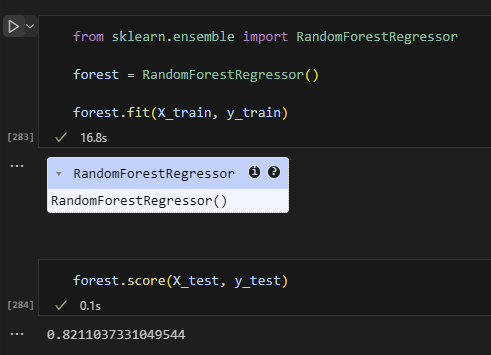 from sklearn.ensemble import RandomForestRegressor
forest = RandomForestRegressor()
forest.fit(X_train, y_train)
[283]
16.8s
RandomForestRegressor i ?
RandomForestRegressor()
forest.score(X_test, y_test)
[284]
0.1s
0.8211037331049544